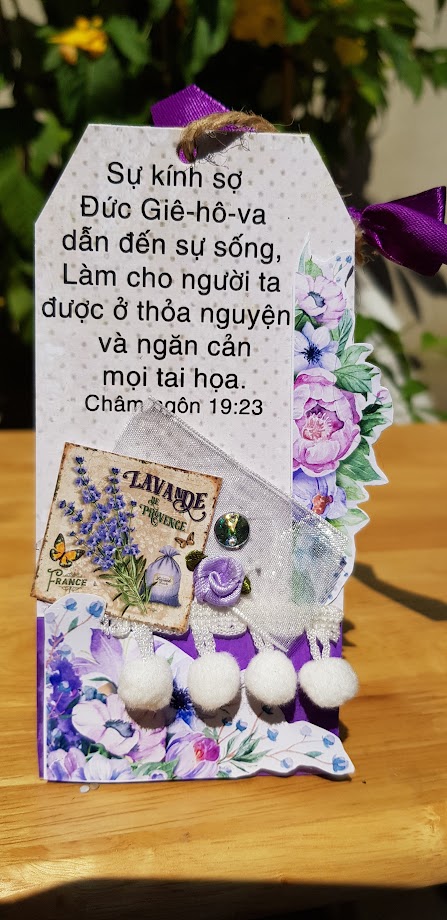 Sự kính sợ
Đức Giê-hô-va
dẫn đến sự sống,
Làm cho người ta
được ở thỏa nguyện
và ngăn cản
mọi tai họa.
Châm ngôn 19:23
LAVANDE
DE
PROVENCE
FRANCE